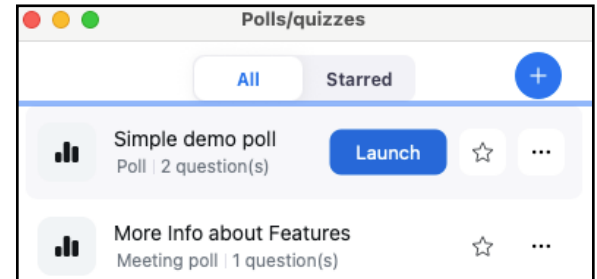 Polls/quizzes
All Starred
Simple demo poll
Launch
Poll | 2 question(s)
More Info about Features
Meeting poll | 1 question(s)